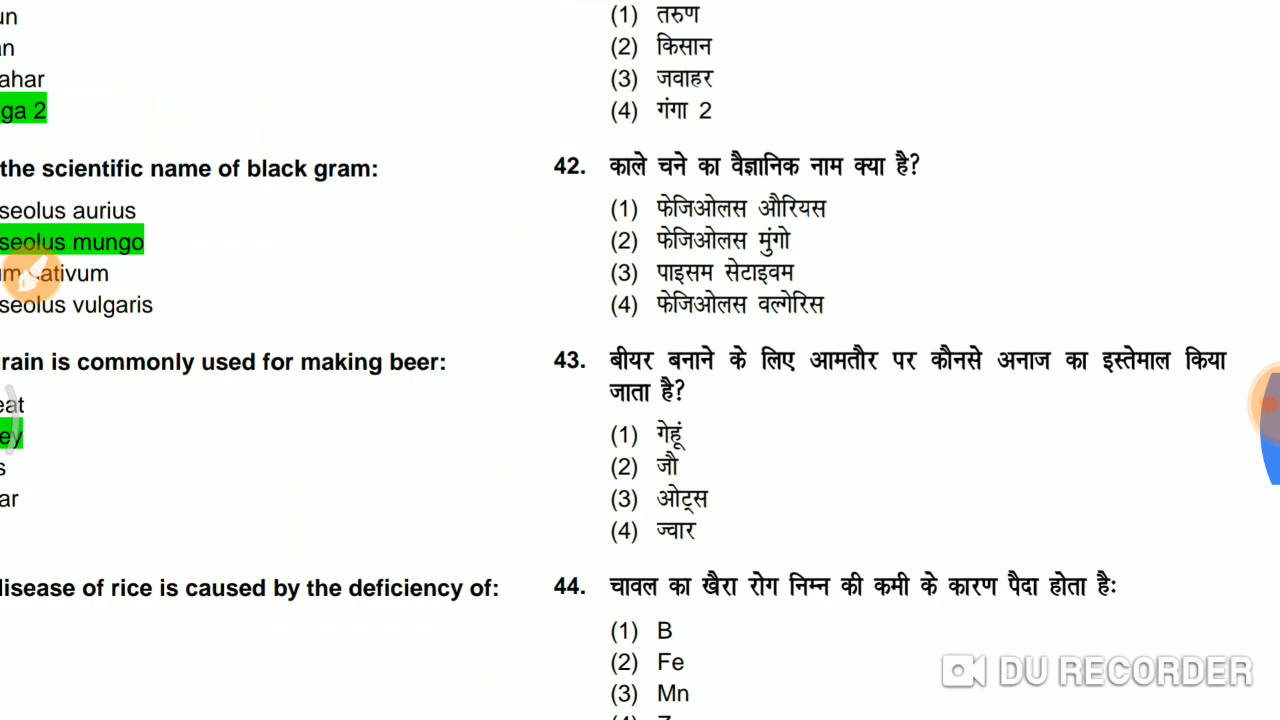 un
an
ahar
ga 2
the scientific name of black gram:
seolus aurius
seolus mungo
um sativum
seolus vulgaris
grain is commonly used for making beer:
eat
ey
s
ar
disease of rice is caused by the deficiency of:
(1) तरुण
(2) किसान
(3) जवाहर
(4) गंगा 2
42. काले चने का वैज्ञानिक नाम क्या है?
(1) फेजिओलस औरियस
(2) फेजिओलस मुंगो
(3) पाइसम सेटाइवम
(4) फेजिओलस वल्गेरिस
43. बीयर बनाने के लिए आमतौर पर कौनसे अनाज का इस्तेमाल किया
जाता है?
(1) गेहूं
(2) जौ
(3) ओट्स
(4) ज्वार
44. चावल का खैरा रोग निम्न की कमी के कारण पैदा होता हैः
(1) B
(2) Fe
(3) Mn
DU RECORDER